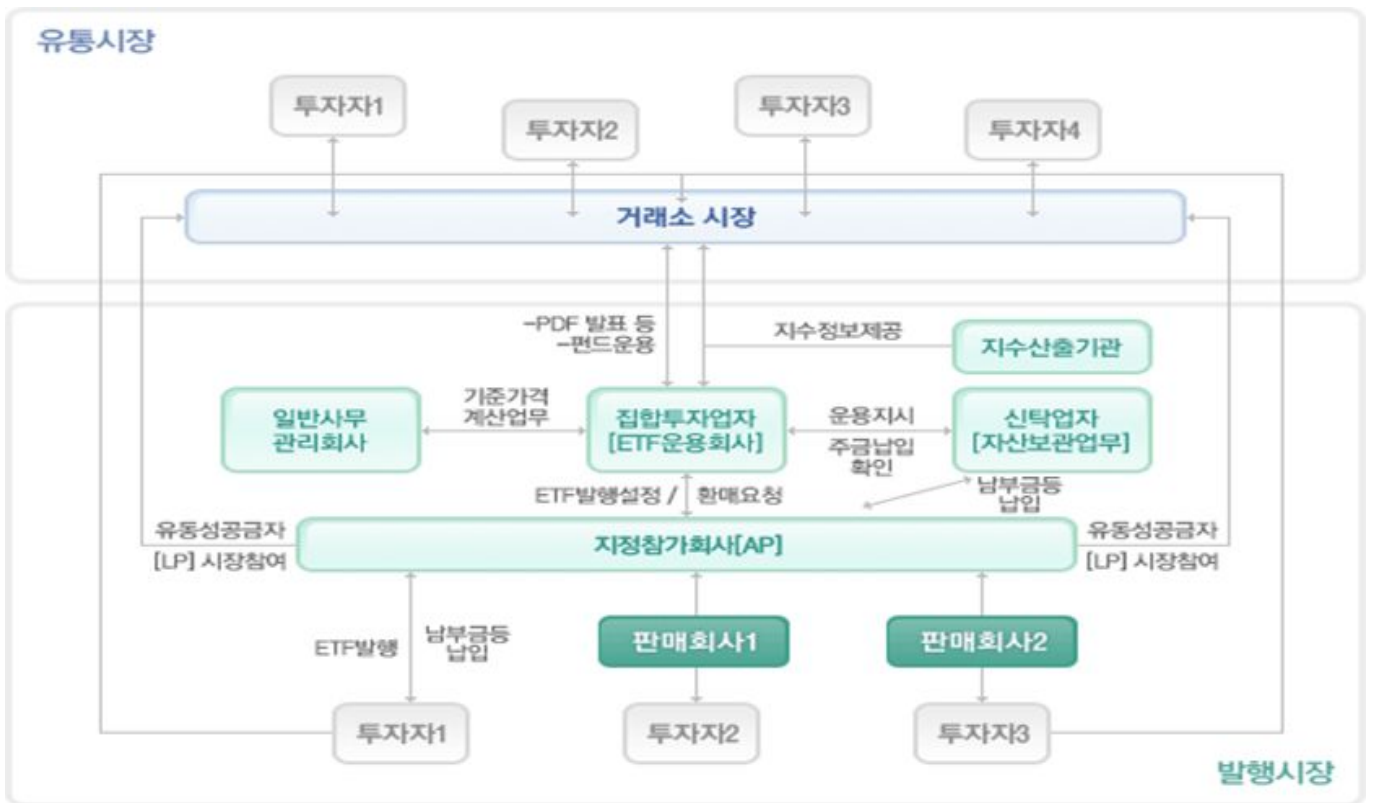 유통시장
투자자1
투자자2
투자자3
투자자4
거래소 시장
-PDF 발표 등
-펀드운용
지수정보제공
지수산출기관
일반사무
관리회사
기준가격
계산업무
집합투자업자
[ETF운용회사]
운용지시
주금납입
확인
신탁업자
[자산보관업무]
ETF발행설정 / 환매요청
남부금등
납입
유동성공금자
[LP] 시장참여
지정참가회사[AP]
유동성공금자
[LP] 시장참여
ETF발행
남부금등
납입
판매회사1
판매회사2
투자자1
투자자2
투자자3
발행시장